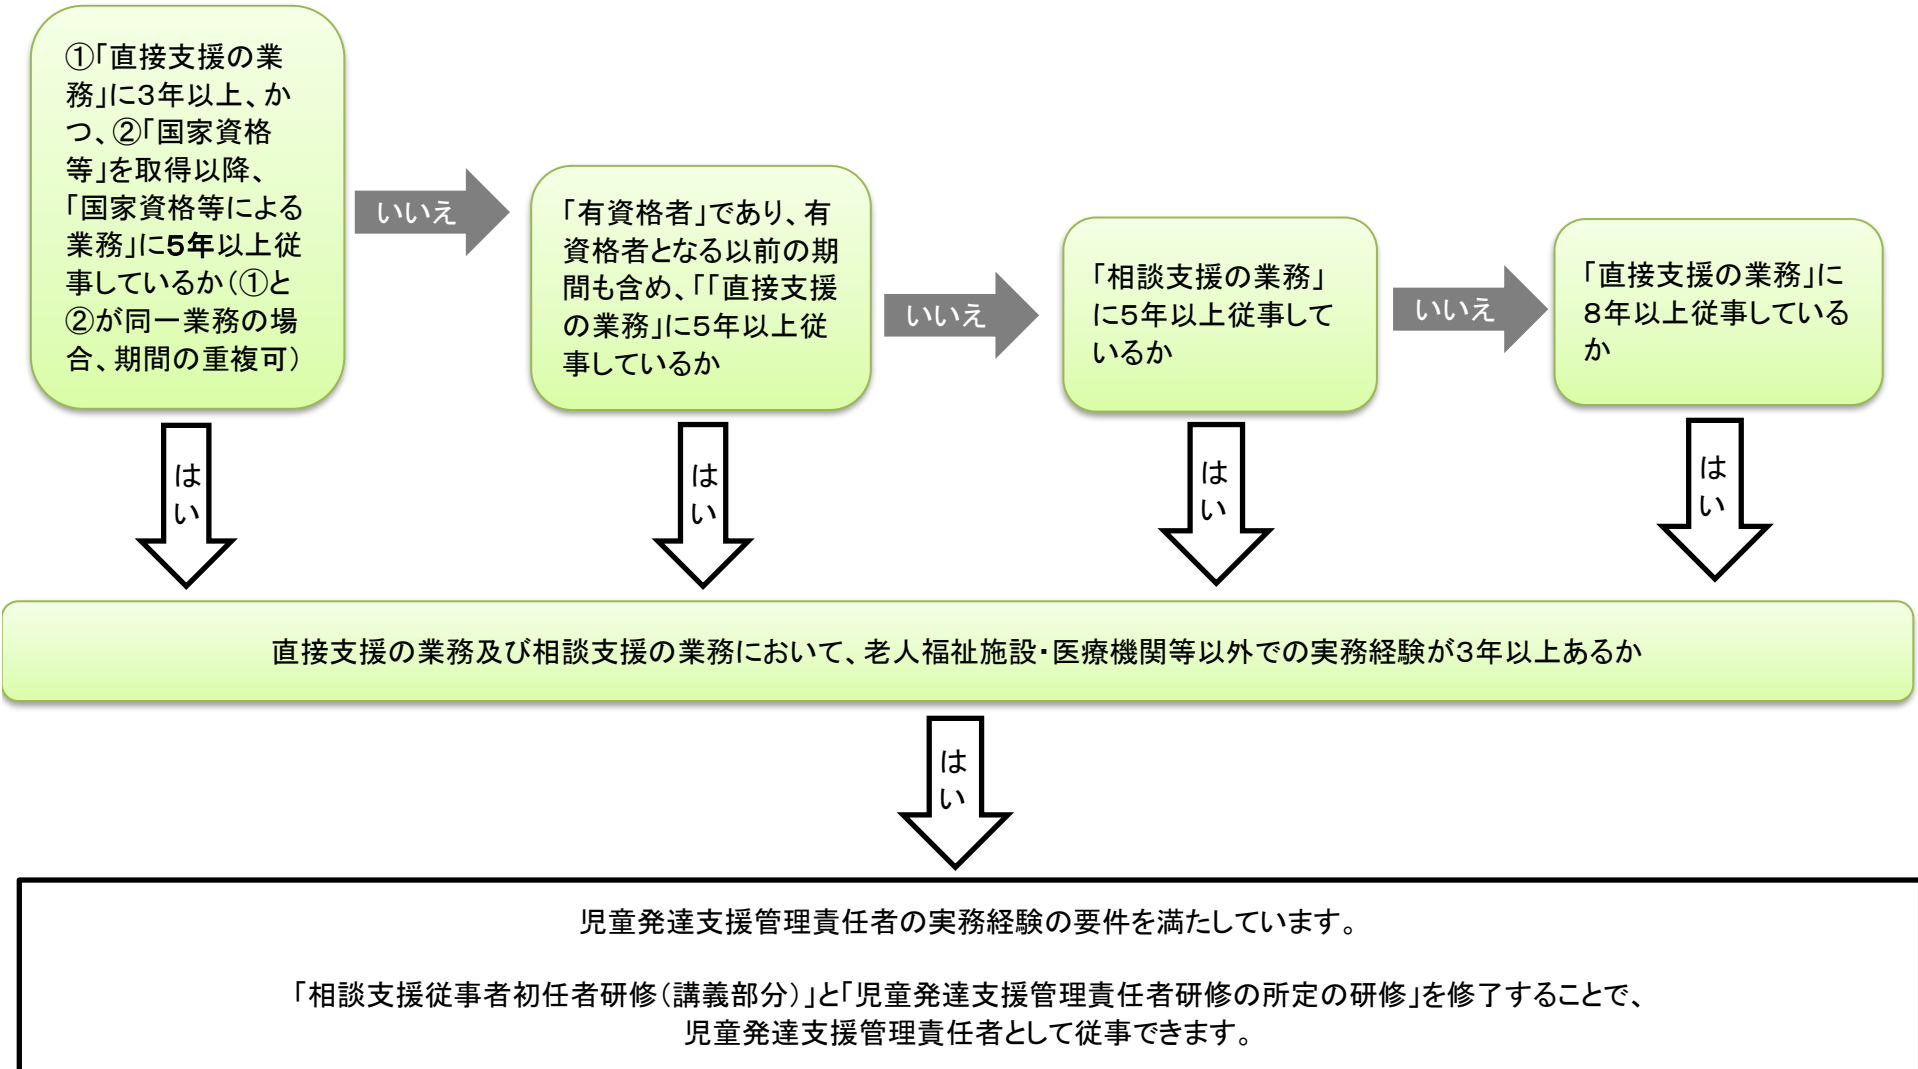 ①｢直接支援の業
務｣に3年以上、か
つ、②｢国家資格
等｣を取得以降、
｢国家資格等による
業務｣に5年以上従
事しているか（①と
②が同一業務の場
合、期間の重複可）
いいえ
｢有資格者｣であり、有
資格者となる以前の期
間も含め、｢｢直接支援
の業務｣に5年以上従
事しているか
いいえ
｢相談支援の業務｣
に5年以上従事して
いるか
いいえ
｢直接支援の業務｣に
8年以上従事している
か
はい
はい
はい
はい
直接支援の業務及び相談支援の業務において、老人福祉施設・医療機関等以外での実務経験が3年以上あるか
はい
児童発達支援管理責任者の実務経験の要件を満たしています。
｢相談支援従事者初任者研修（講義部分）｣と｢児童発達支援管理責任者研修の所定の研修｣を修了することで、
児童発達支援管理責任者として従事できます。